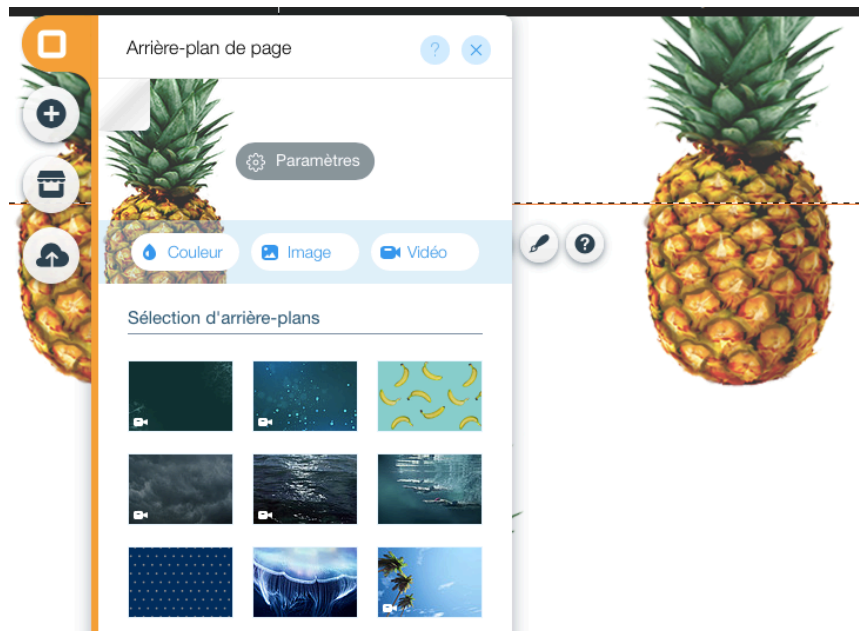 Arrière-plan de page
?
Paramètres
Couleur
Image
Vidéo
?
Sélection d'arrière-plans